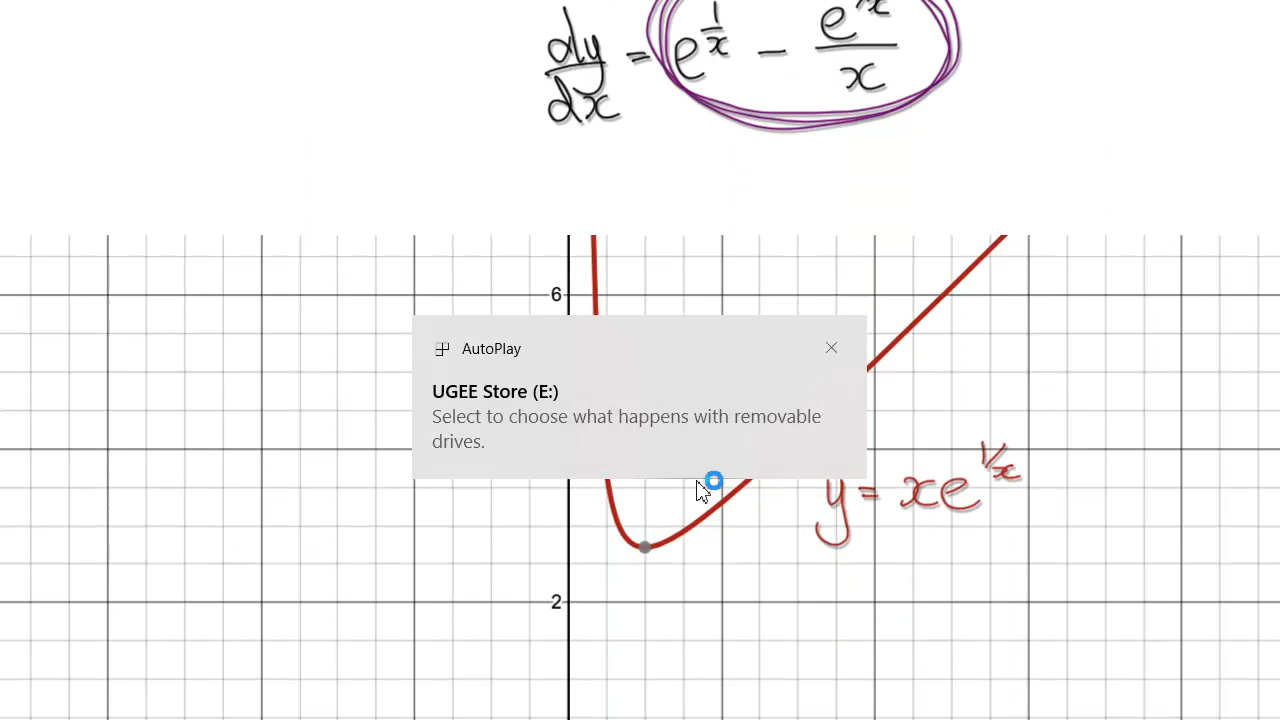 dy/dx = e^{1/x} - e^{1/x}/x
6
AutoPlay
UGEE Store (E:)
Select to choose what happens with removable
drives.
y = xe^{1/x}
2